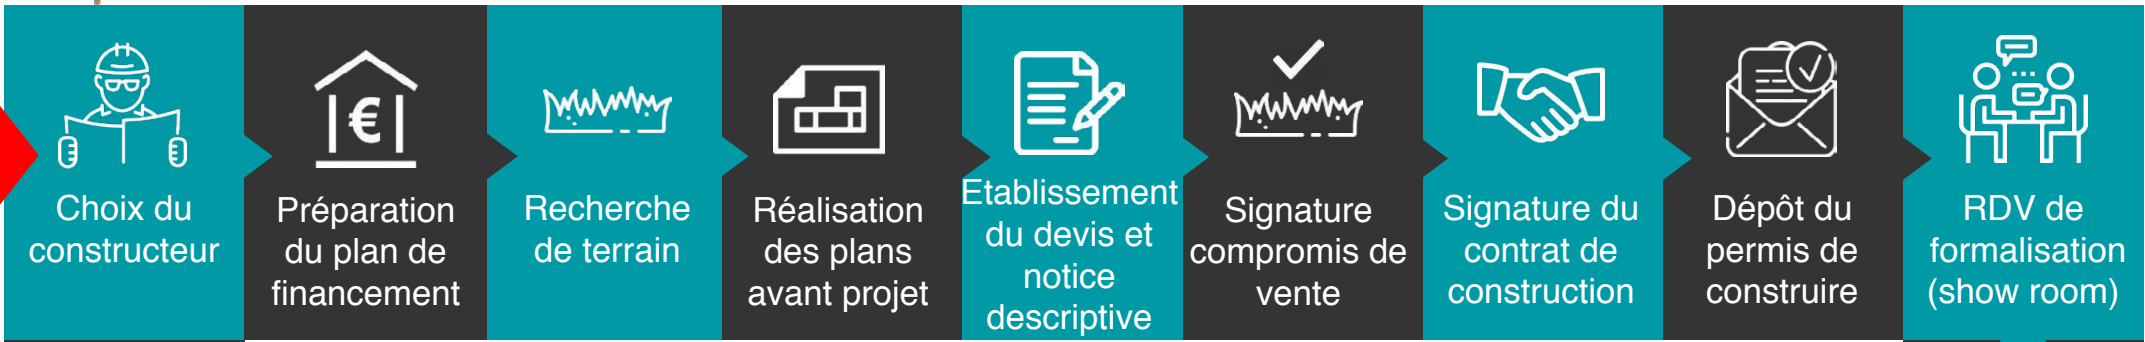 Choix du
constructeur
Préparation
du plan de
financement
Recherche
de terrain
Réalisation
des plans
avant projet
Etablissement
du devis et
notice
descriptive
Signature
compromis de
vente
Signature du
contrat de
construction
Dépôt du
permis de
construire
RDV de
formalisation
(show room)